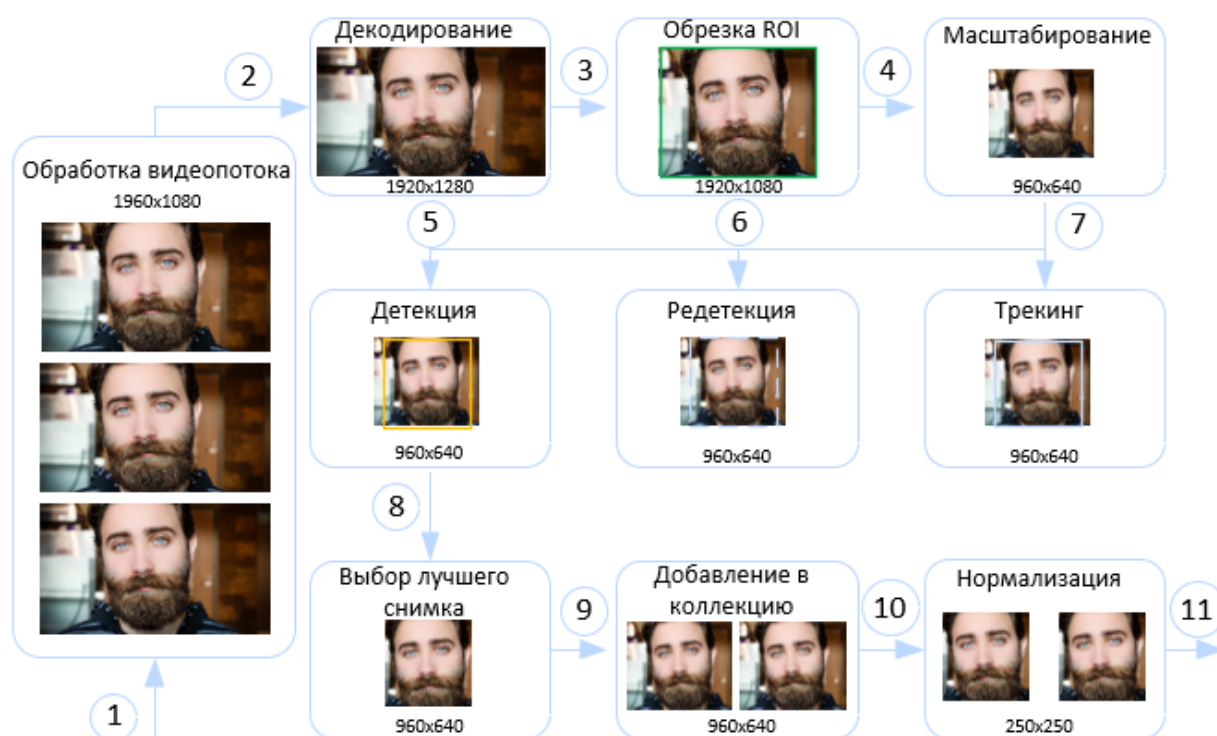 Декодирование
Обрезка ROI
Масштабирование
2
3
4
1920x1280
1920x1080
960x640
Обработка видеопотока
1960x1080
5
6
7
Детекция
Редетекция
Трекинг
960x640
960x640
960x640
8
Выбор лучшего
снимка
9
Добавление в
коллекцию
10
Нормализация
11
960x640
960x640
250x250
1